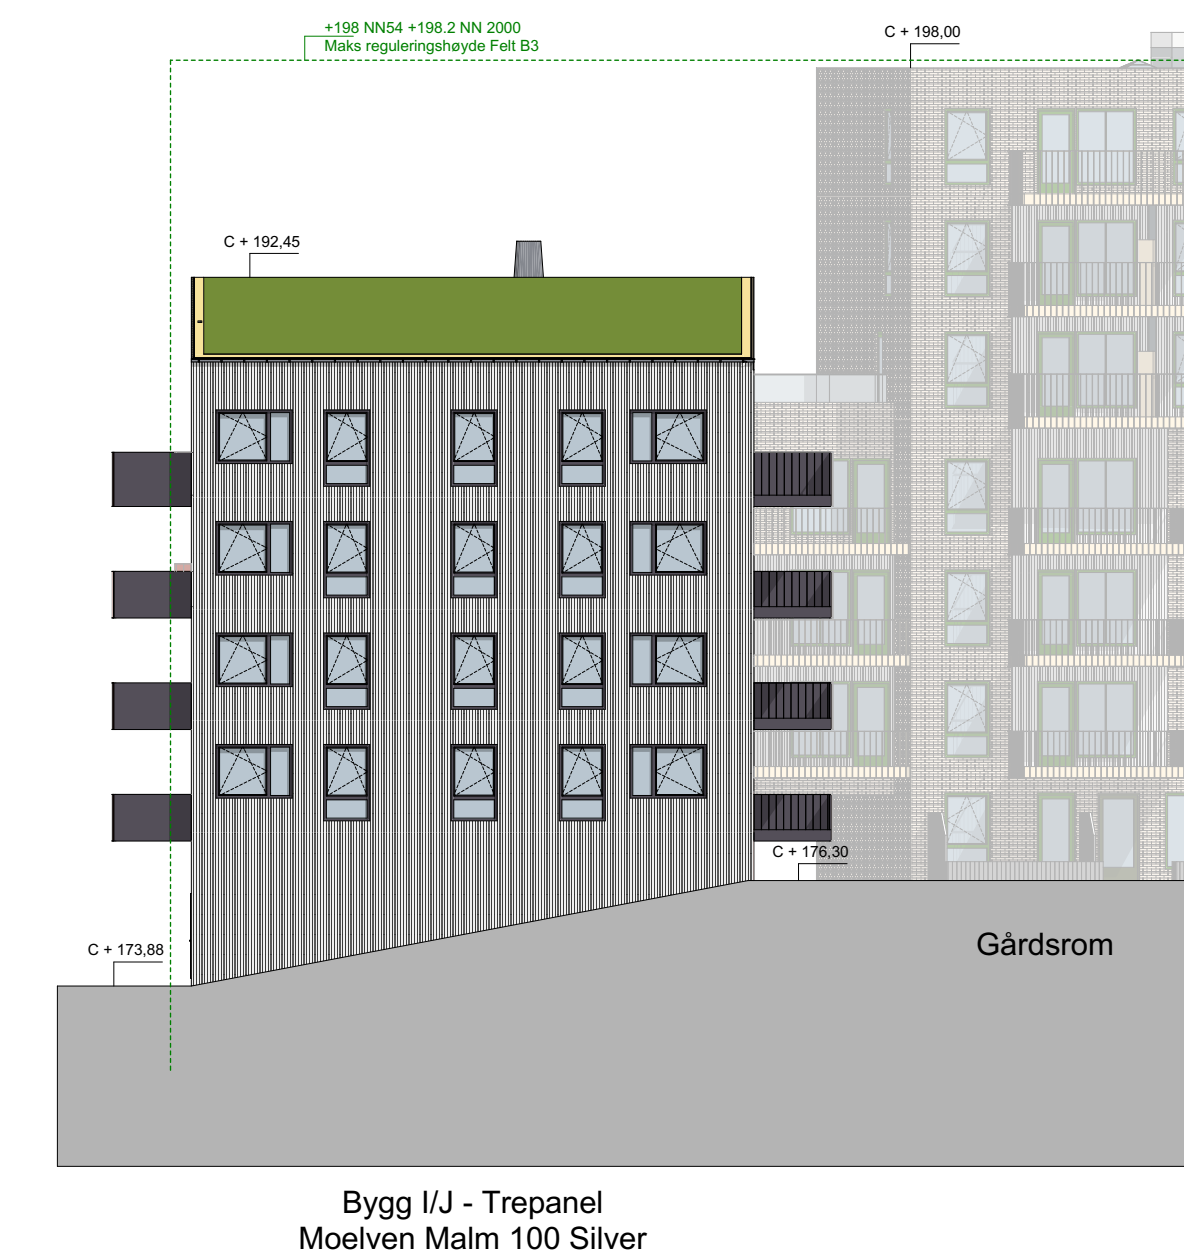 +198 NN54 +198.2 NN 2000
Maks reguleringshøyde Felt B3
C + 198,00
C + 192,45
C + 176,30
C + 173,88
Gårdsrom
Bygg I/J - Trepanel
Moelven Malm 100 Silver